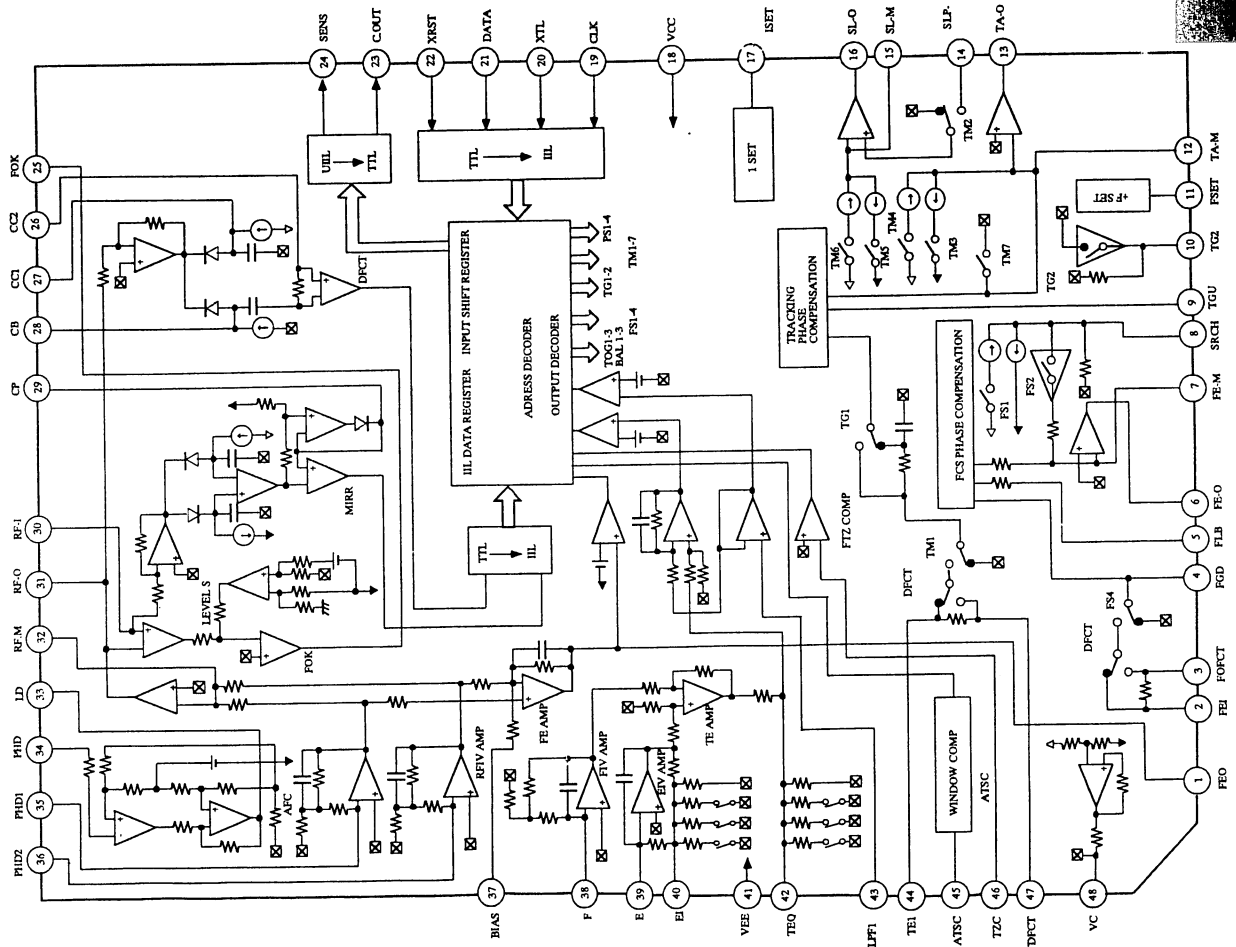 SENS
C.OUT
XRST
DATA
XTL
CLK
VCC
ISET
SL-O
SL-M
SLP-
TA-O
24
23
22
21
20
19
18
17
16
15
14
13
FOK
CC2
CC1
CB
CP
RF-I
RF-O
RF.M
LD
PHD
PHD1
PHD2
25
26
27
28
29
30
31
32
33
34
35
36
UIIL
TTL
TTL
IIL
1 SET
DFCT
IIL DATA REGISTER INPUT SHIFT REGISTER
ADRESS DECODER
OUTPUT DECODER
PS1-4
TM1-7
TG1-2
FS1-4
TOG1-3
BAL 1-3
MIRR
LEVEL S
FOK
TTL
IIL
AFC
RFIV AMP
FE AMP
FIV AMP
TE AMP
EIV AMP
FTZ COMP
WINDOW COMP
ATSC
TRACKING
PHASE
COMPENSATION
TM6
TM5
TM4
TM3
TM2
TM7
TG1
TM1
DFCT
FCS PHASE COMPENSATION
FS1
FS2
DFCT
FS4
TG2
+F SET
12
11
10
9
8
7
6
5
4
3
2
1
TA-M
FSET
TG2
TGU
SRCH
FE-M
FE-O
FLB
FGD
FOFCT
FEI
FEO
37
38
39
40
41
42
43
44
45
46
47
48
BIAS
F
E
EI
VEE
TEQ
LPF1
TE1
ATSC
TZC
DFCT
VC